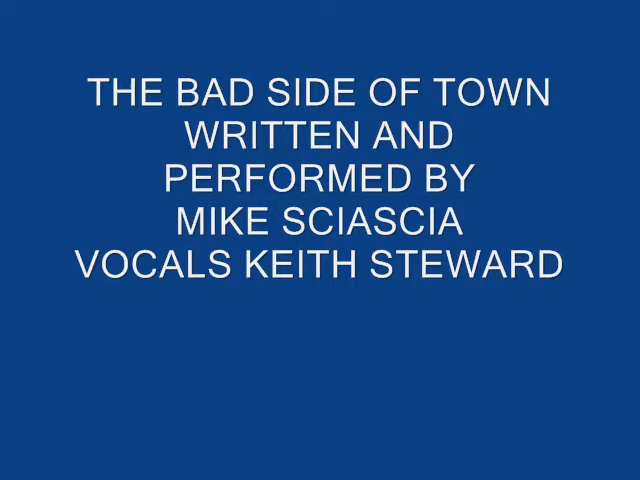 THE BAD SIDE OF TOWN
WRITTEN AND
PERFORMED BY
MIKE SCIASCIA
VOCALS KEITH STEWARD